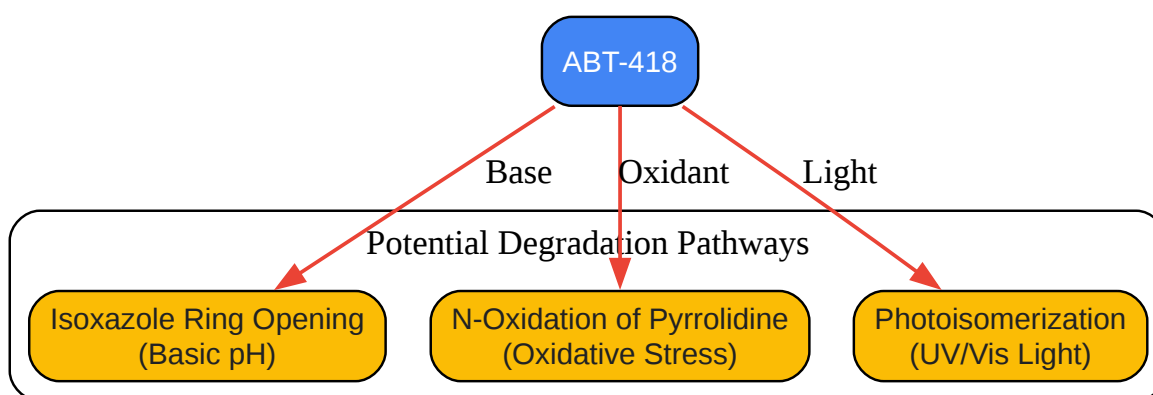 ABT-418
Base
Oxidant
Light
Potential Degradation Pathways
Isoxazole Ring Opening
(Basic pH)
N-Oxidation of Pyrrolidine
(Oxidative Stress)
Photoisomerization
(UV/Vis Light)